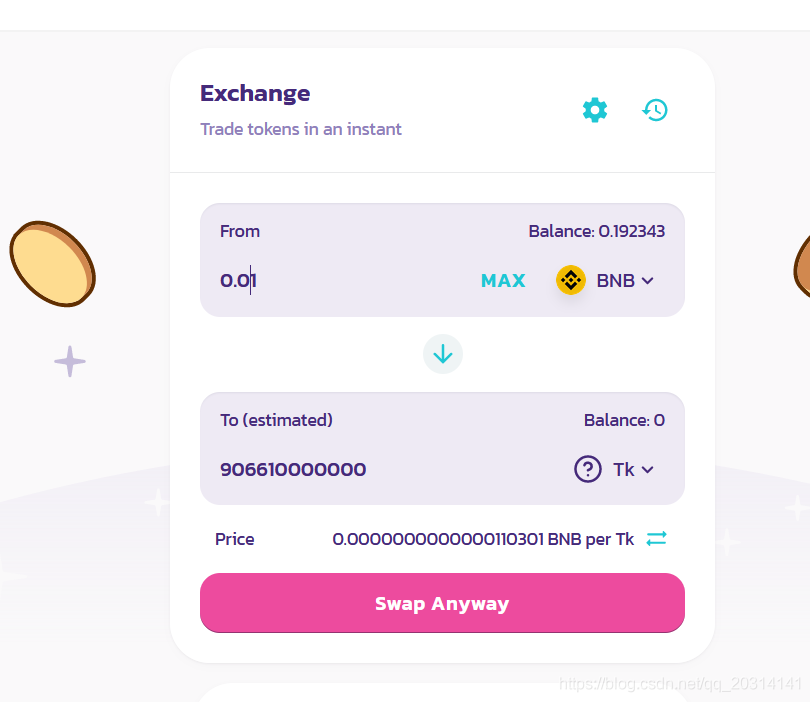 Exchange
Trade tokens in an instant
From
Balance: 0.192343
0.01
MAX
BNB
To (estimated)
Balance: 0
906610000000
Tk
Price
0.0000000000000110301 BNB per Tk
Swap Anyway
https://blog.csdn.net/qq_20314141